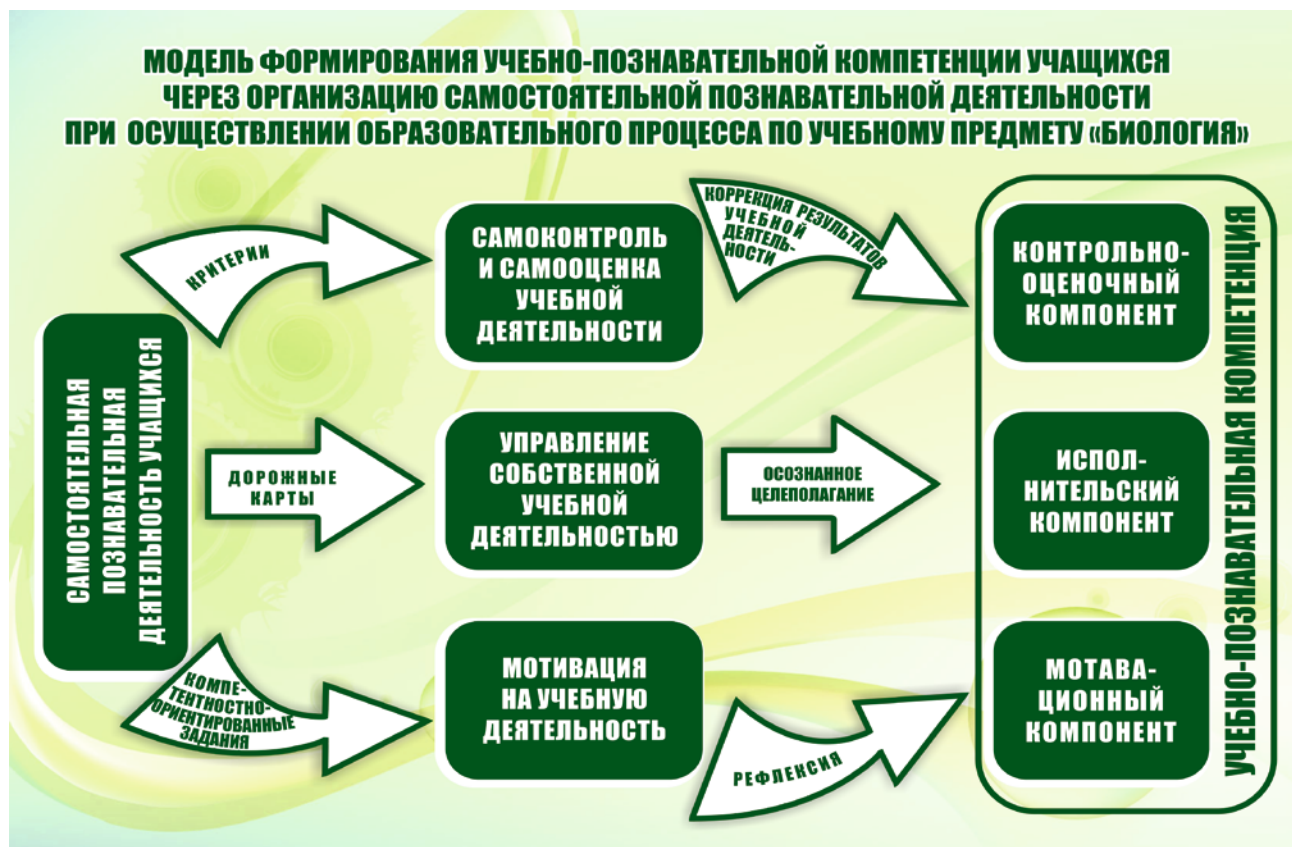 МОДЕЛЬ ФОРМИРОВАНИЯ УЧЕБНО-ПОЗНАВАТЕЛЬНОЙ КОМПЕТЕНЦИИ УЧАЩИХСЯ
ЧЕРЕЗ ОРГАНИЗАЦИЮ САМОСТОЯТЕЛЬНОЙ ПОЗНАВАТЕЛЬНОЙ ДЕЯТЕЛЬНОСТИ
ПРИ ОСУЩЕСТВЛЕНИИ ОБРАЗОВАТЕЛЬНОГО ПРОЦЕССА ПО УЧЕБНОМУ ПРЕДМЕТУ «БИОЛОГИЯ»
САМОСТОЯТЕЛЬНАЯ
ПОЗНАВАТЕЛЬНАЯ
ДЕЯТЕЛЬНОСТЬ УЧАЩИХСЯ
КРИТЕРИИ
САМОКОНТРОЛЬ
И САМООЦЕНКА
УЧЕБНОЙ
ДЕЯТЕЛЬНОСТИ
КОРРЕКЦИЯ РЕЗУЛЬТАТОВ
УЧЕБНОЙ
ДЕЯТЕЛЬ-
НОСТИ
КОНТРОЛЬНО-
ОЦЕНОЧНЫЙ
КОМПОНЕНТ
ДОРОЖНЫЕ
КАРТЫ
УПРАВЛЕНИЕ
СОБСТВЕННОЙ
УЧЕБНОЙ
ДЕЯТЕЛЬНОСТЬЮ
ОСОЗНАННОЕ
ЦЕЛЕПОЛАГАНИЕ
ИСПОЛ-
НИТЕЛЬСКИЙ
КОМПОНЕНТ
КОМПЕ-
ТЕНТНОСТНО-
ОРИЕНТИРОВАННЫЕ
ЗАДАНИЯ
МОТИВАЦИЯ
НА УЧЕБНУЮ
ДЕЯТЕЛЬНОСТЬ
РЕФЛЕКСИЯ
МОТАВА-
ЦИОННЫЙ
КОМПОНЕНТ
УЧЕБНО-ПОЗНАВАТЕЛЬНАЯ КОМПЕТЕНЦИЯ